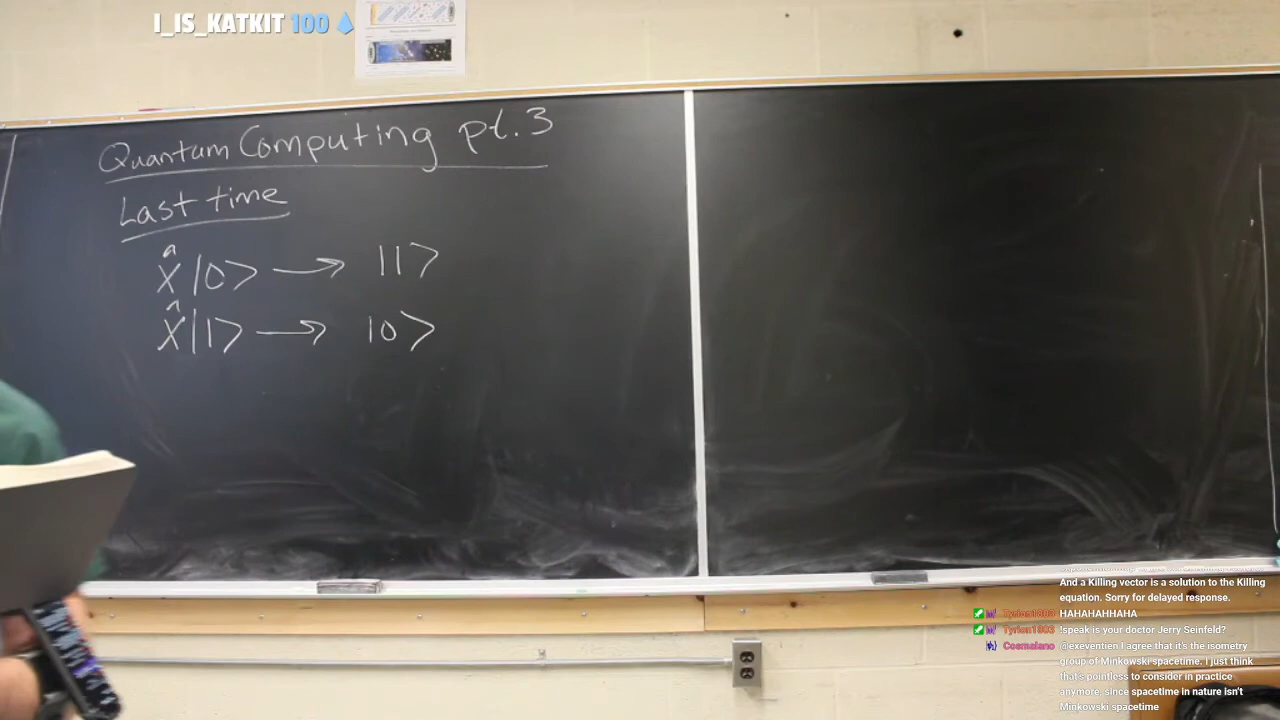 I_IS_KATKIT 100
Quantum Computing pt.3
Last time
X̂|0> → |1>
X̂|1> → |0>
And a Killing vector is a solution to the Killing
equation. Sorry for delayed response.
Tyrion1883 HAHAHAHHAHA
!speak is your doctor Jerry Seinfeld?
Cosmolano @exeventien I agree that it's the isometry
group of Minkowski spacetime. I just think
that's pointless to consider in practice
anymore, since spacetime in nature isn't
Minkowski spacetime